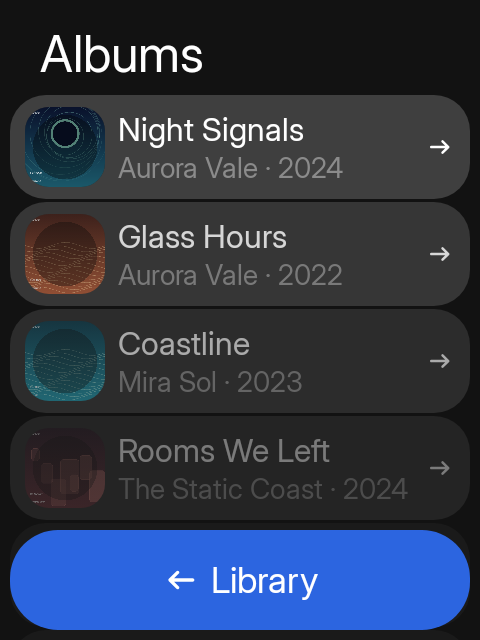 Albums
Night Signals
Aurora Vale · 2024
Glass Hours
Aurora Vale · 2022
Coastline
Mira Sol · 2023
Rooms We Left
The Static Coast · 2024
Library